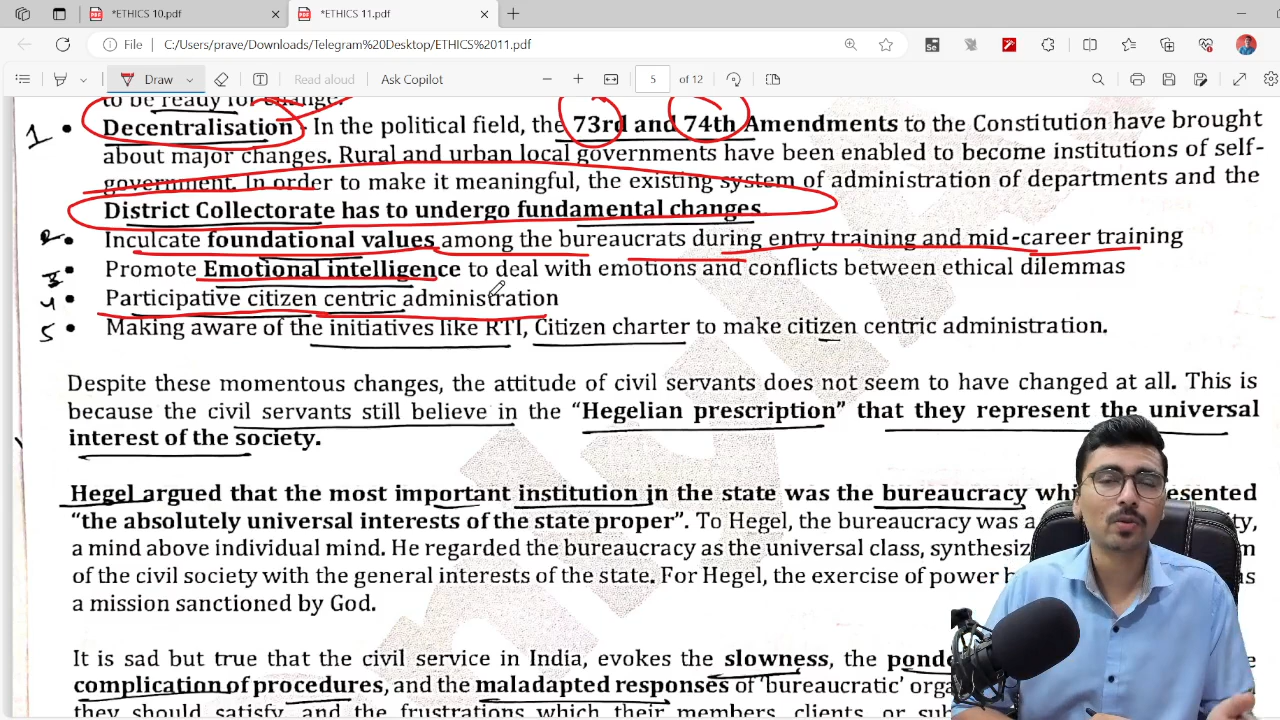 *ETHICS 10.pdf
*ETHICS 11.pdf
File C:/Users/prave/Downloads/Telegram%20Desktop/ETHICS%2011.pdf
Draw Read aloud Ask Copilot 5 of 12
to be ready for change.
1 • Decentralisation - In the political field, the 73rd and 74th Amendments to the Constitution have brought
about major changes. Rural and urban local governments have been enabled to become institutions of self-
government. In order to make it meaningful, the existing system of administration of departments and the
District Collectorate has to undergo fundamental changes.
2 • Inculcate foundational values among the bureaucrats during entry training and mid-career training
3 • Promote Emotional intelligence to deal with emotions and conflicts between ethical dilemmas
4 • Participative citizen centric administration
5 • Making aware of the initiatives like RTI, Citizen charter to make citizen centric administration.
Despite these momentous changes, the attitude of civil servants does not seem to have changed at all. This is
because the civil servants still believe in the “Hegelian prescription” that they represent the universal
interest of the society.
Hegel argued that the most important institution in the state was the bureaucracy
“the absolutely universal interests of the state proper”. To Hegel, the bureaucracy was a
a mind above individual mind. He regarded the bureaucracy as the universal class,
of the civil society with the general interests of the state. For Hegel, the exercise of power
a mission sanctioned by God.
It is sad but true that the civil service in India, evokes the slowness, the
complication of procedures, and the maladapted responses of ‘bureaucratic’
they should satisfy, and the frustrations which their members, clients, or